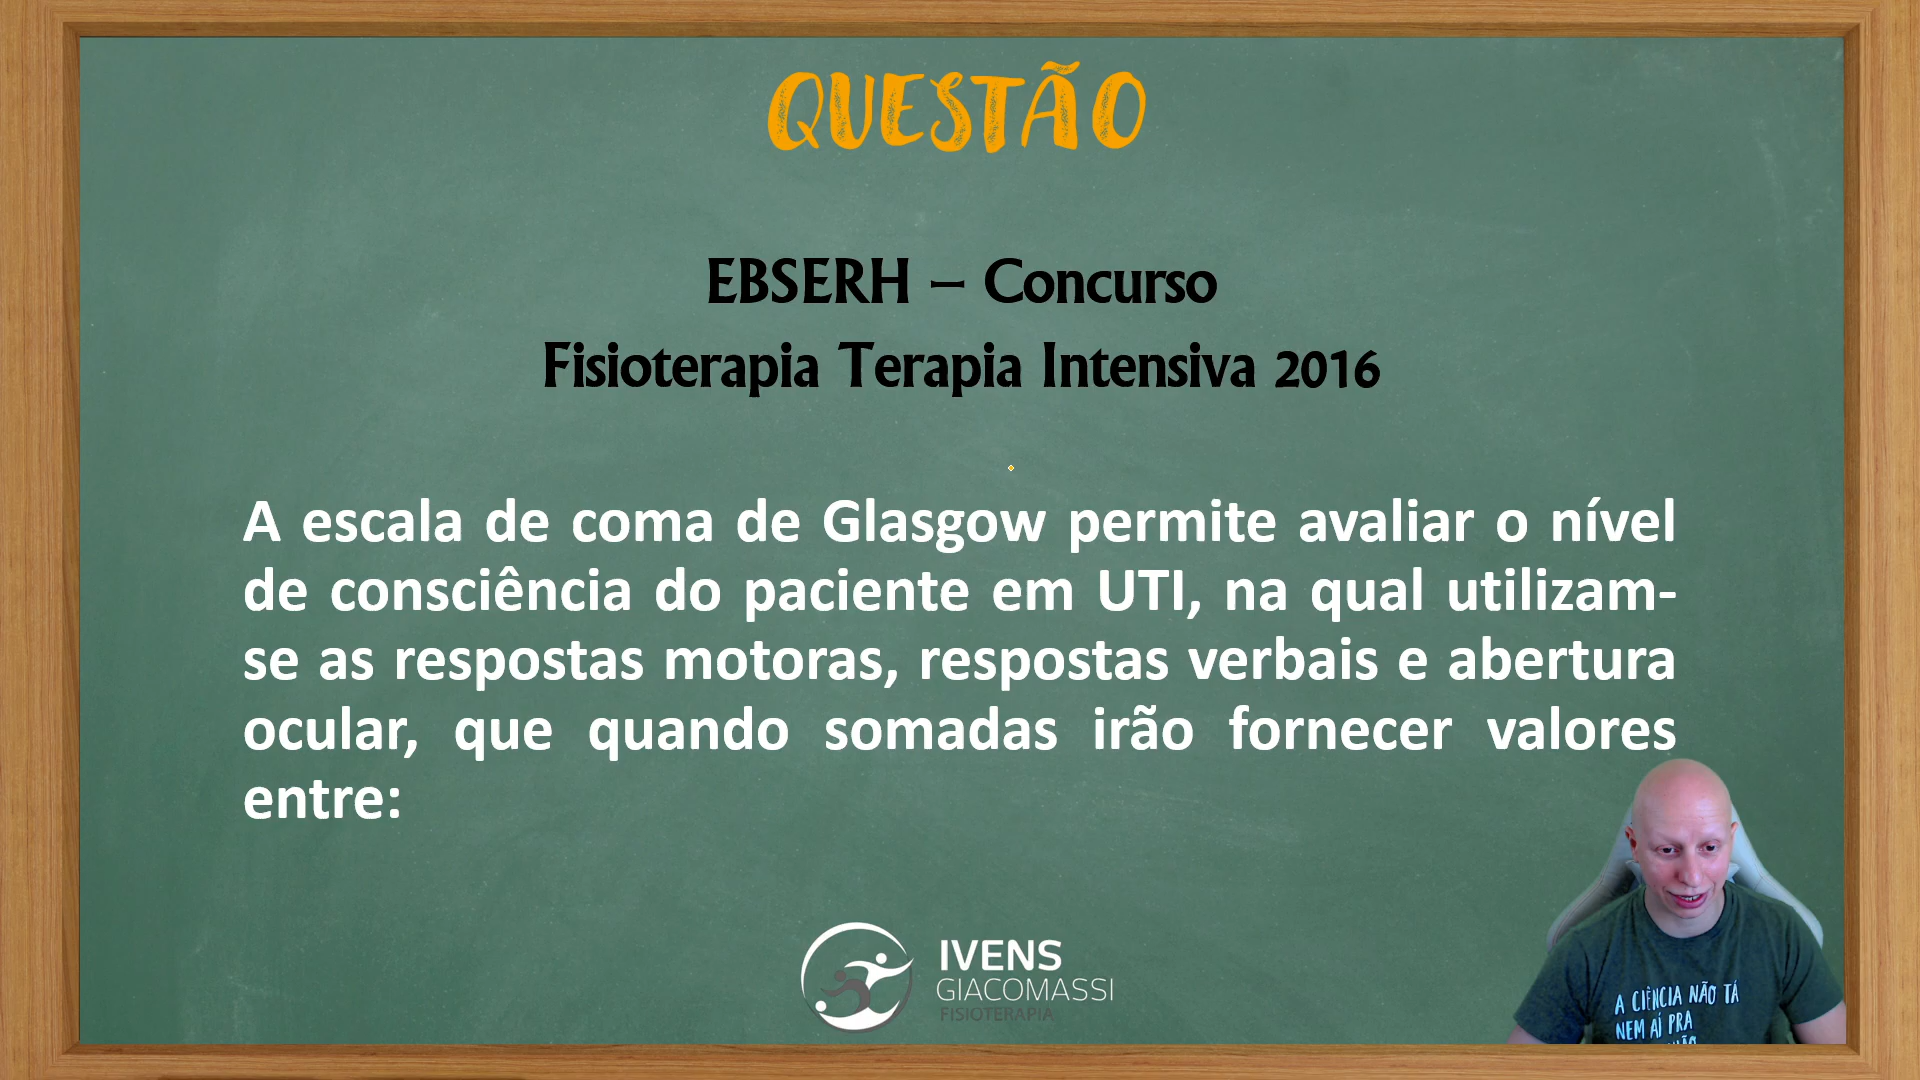 QUESTÃO
EBSERH – Concurso
Fisioterapia Terapia Intensiva 2016
A escala de coma de Glasgow permite avaliar o nível
de consciência do paciente em UTI, na qual utilizam-
se as respostas motoras, respostas verbais e abertura
ocular, que quando somadas irão fornecer valores
entre:
IVENS
GIACOMASSI
FISIOTERAPIA
A CIÊNCIA NÃO TÁ
NEM AÍ PRA